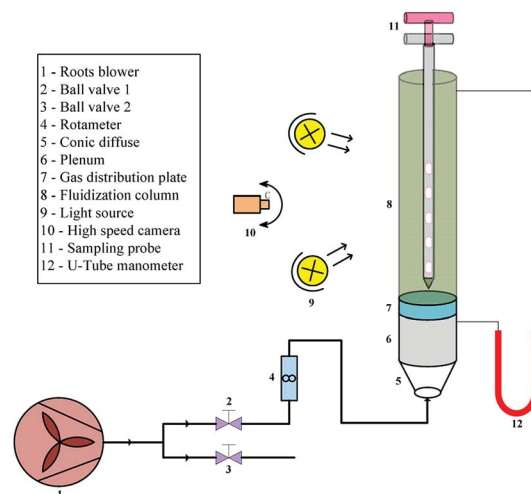 11
1 - Roots blower
2 - Ball valve 1
3 - Ball valve 2
4 - Rotameter
5 - Conic diffuse
6 - Plenum
7 - Gas distribution plate
8 - Fluidization column
9 - Light source
10 - High speed camera
11 - Sampling probe
12 - U-Tube manometer
C
10
8
9
7
6
4
5
2
12
3
1